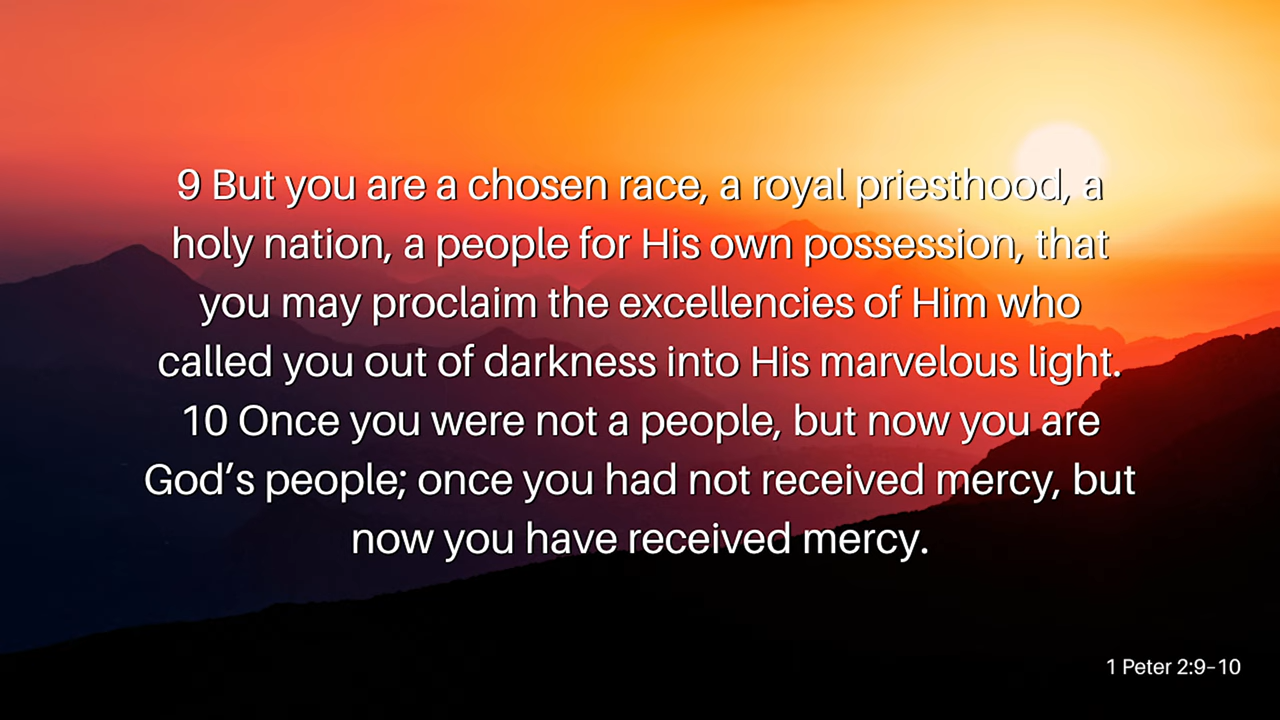 9 But you are a chosen race, a royal priesthood, a
holy nation, a people for His own possession, that
you may proclaim the excellencies of Him who
called you out of darkness into His marvelous light.
10 Once you were not a people, but now you are
God’s people; once you had not received mercy, but
now you have received mercy.
1 Peter 2:9–10